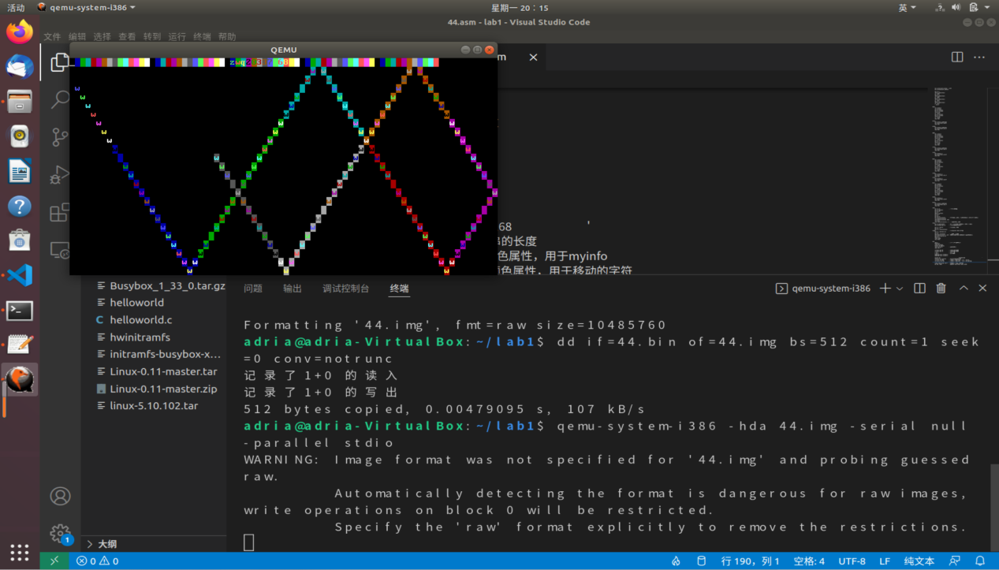 活动 qemu-system-i386 星期一 20：15 英
44.asm - lab1 - Visual Studio Code
文件 编辑 选择 查看 转到 运行 终端 帮助
QEMU
m
68 '
的长度
色属性，用于myinfo
颜色属性，用于移动的字符
Busybox_1_33_0.tar.gz
helloworld
C helloworld.c
hwinitramfs
initramfs-busybox-x...
Linux-0.11-master.tar
Linux-0.11-master.zip
linux-5.10.102.tar
大纲
问题 输出 调试控制台 终端 qemu-system-i386
Formatting '44.img', fmt=raw size=10485760
adria@adria-VirtualBox:~/lab1$ dd if=44.bin of=44.img bs=512 count=1 seek
=0 conv=notrunc
记录了1+0 的读入
记录了1+0 的写出
512 bytes copied, 0.00479095 s, 107 kB/s
adria@adria-VirtualBox:~/lab1$ qemu-system-i386 -hda 44.img -serial null
-parallel stdio
WARNING: Image format was not specified for '44.img' and probing guessed
raw.
Automatically detecting the format is dangerous for raw images,
write operations on block 0 will be restricted.
Specify the 'raw' format explicitly to remove the restrictions.
1
0 0 行 190，列 1 空格: 4 UTF-8 LF 纯文本